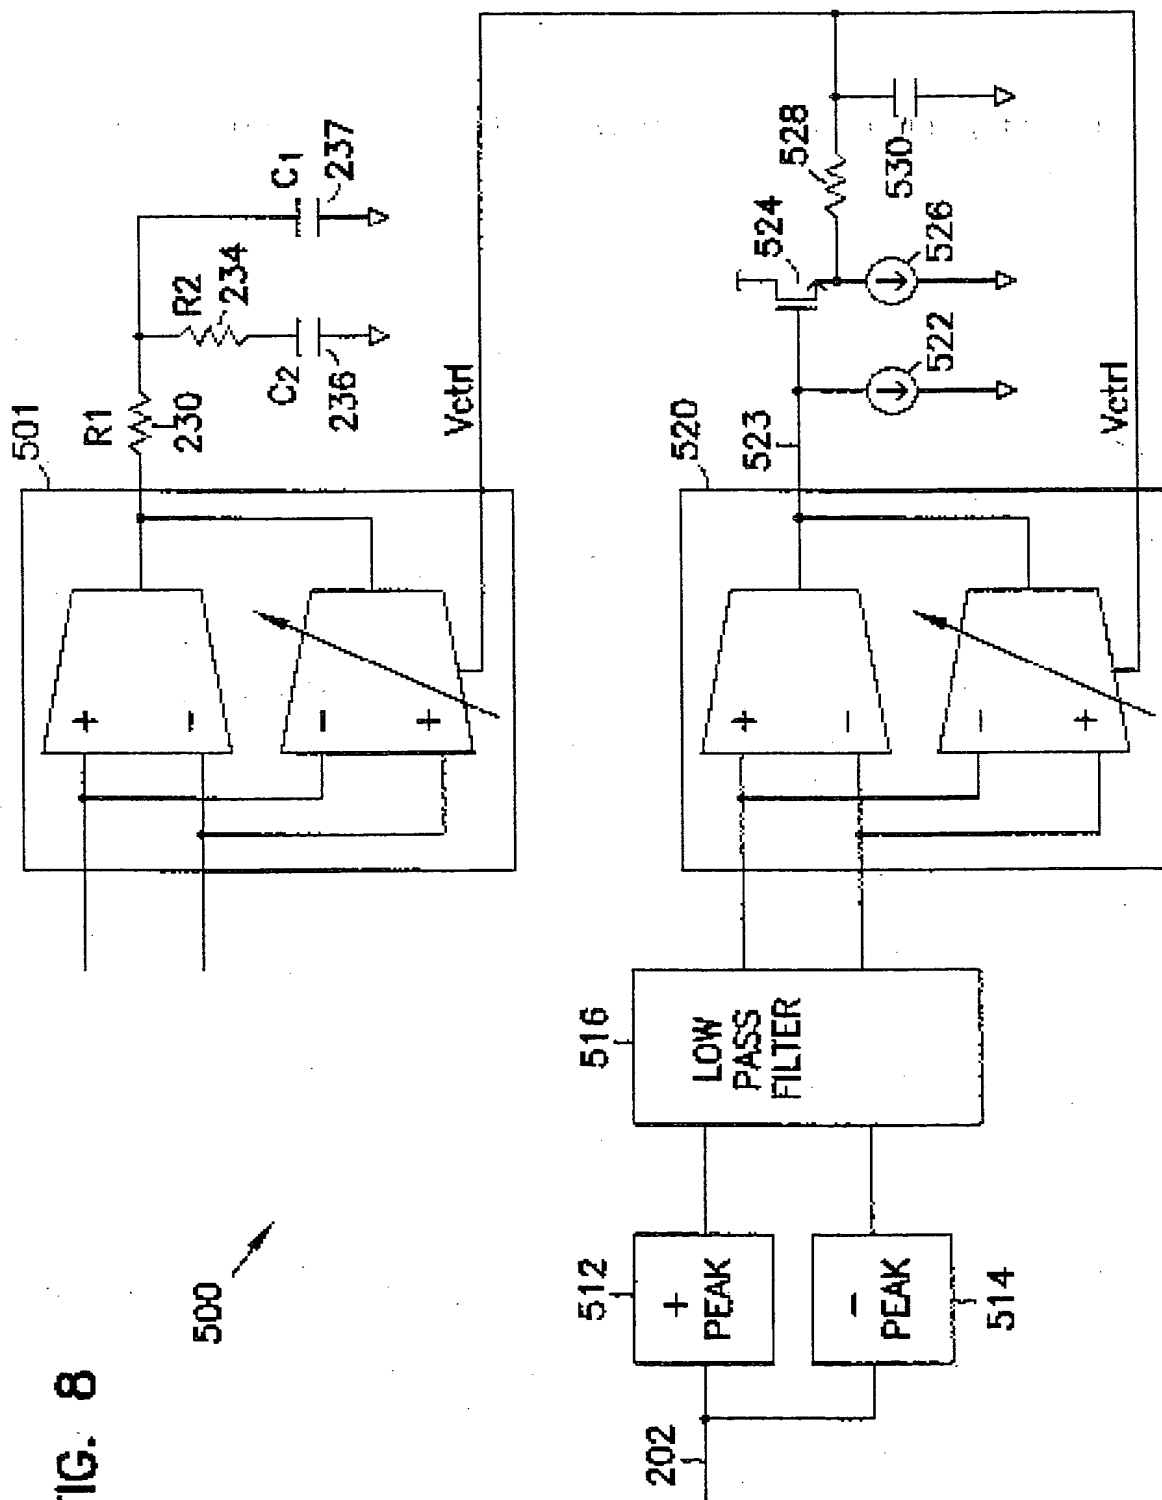 FIG. 8
500
501
R1
230
R2
234
C2
236
C1
237
+
-
-
+
Vctrl
202
512
+
PEAK
-
PEAK
514
516
LOW
PASS
FILTER
520
+
-
-
+
523
522
524
526
528
530
Vctrl